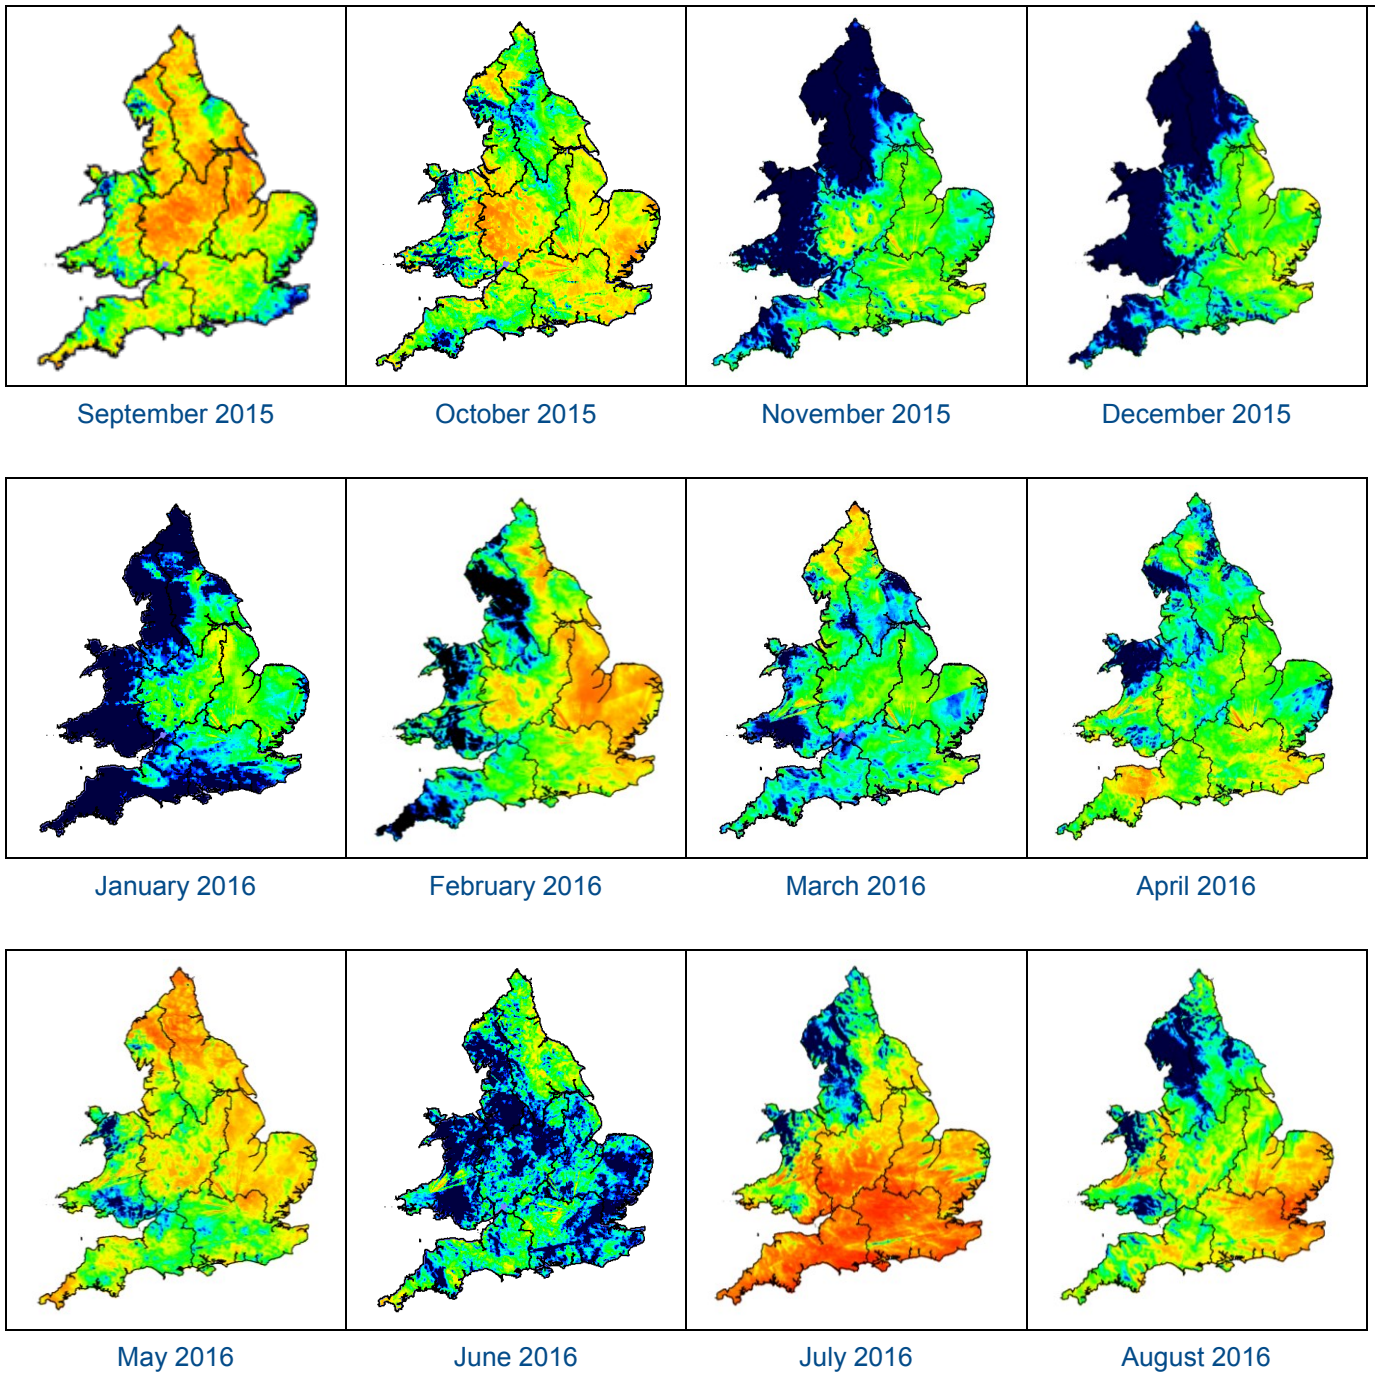 September 2015
October 2015
November 2015
December 2015
January 2016
February 2016
March 2016
April 2016
May 2016
June 2016
July 2016
August 2016